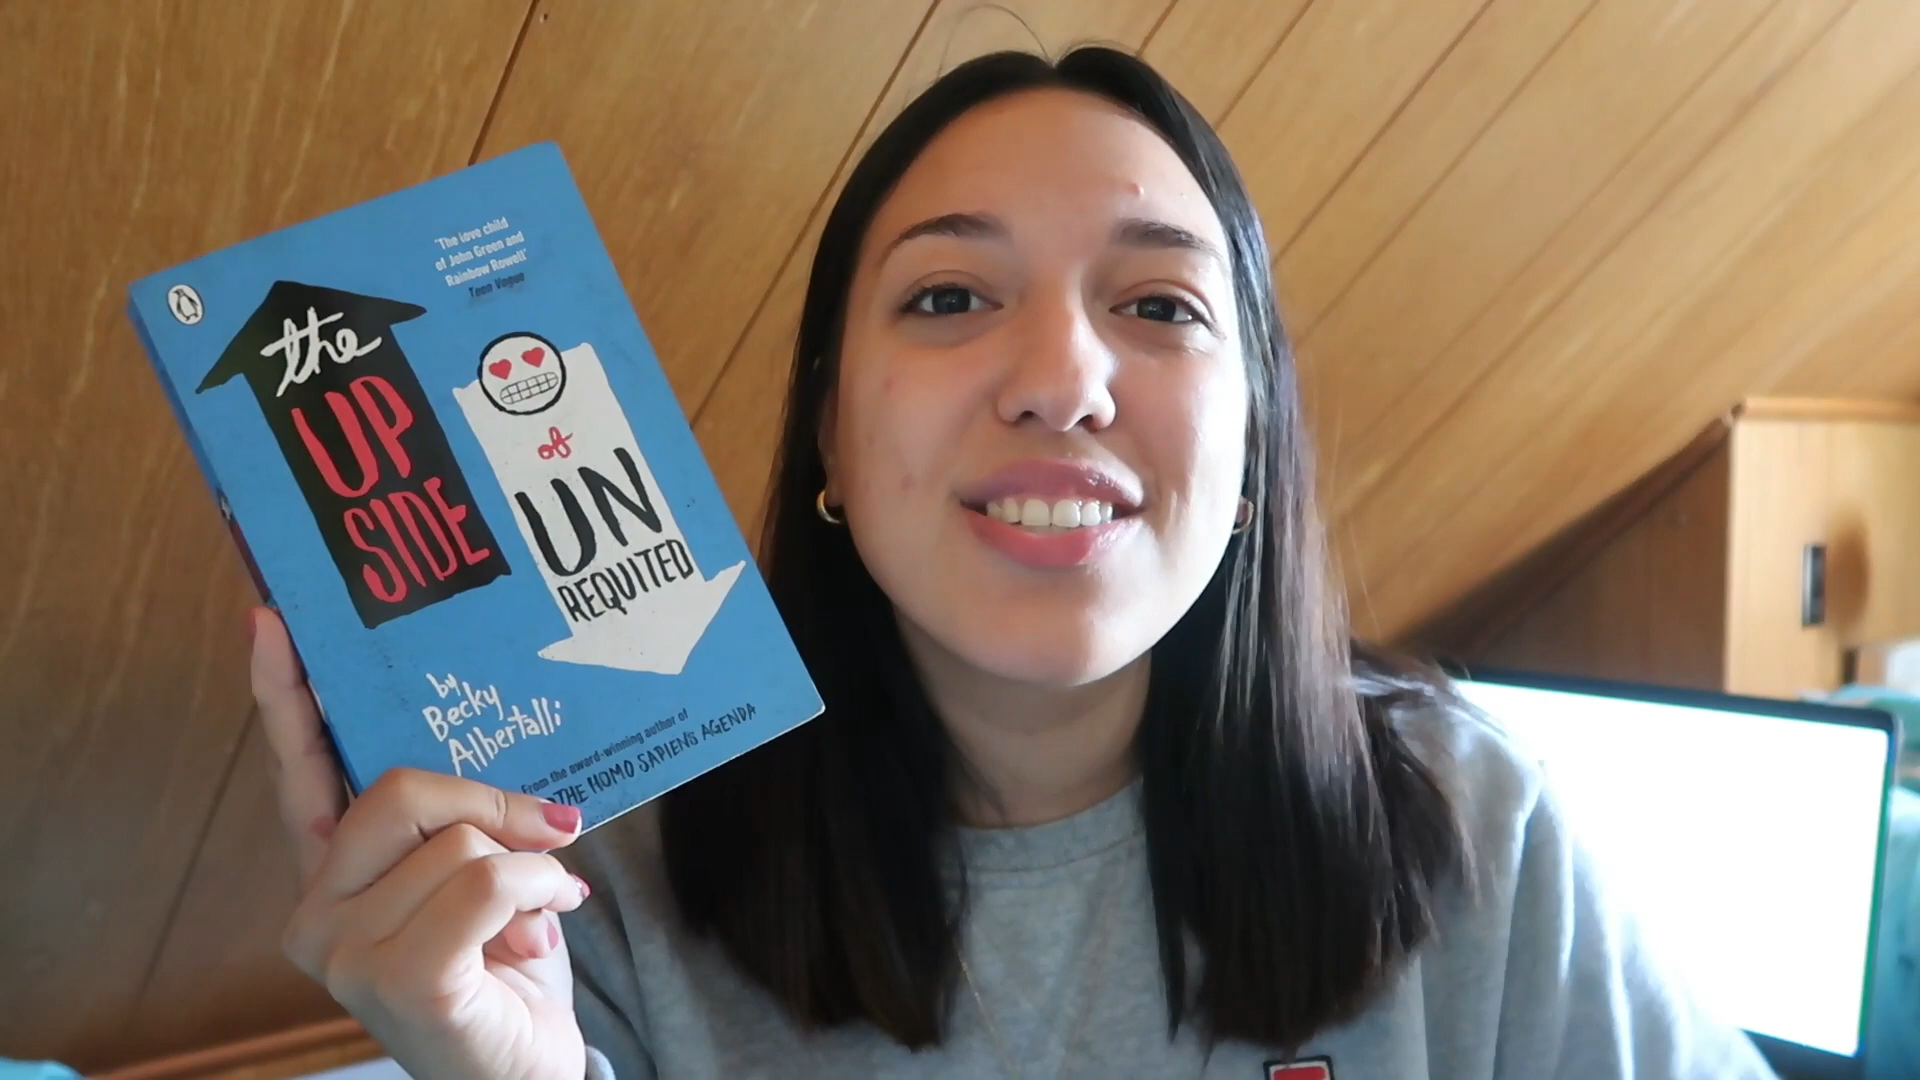 'The love child
of John Green and
Rainbow Rowell'
Teen Vogue
the
UP
SIDE
of
UN
REQUITED
by
Becky
Albertalli
From the award-winning author of
THE HOMO SAPIENS AGENDA